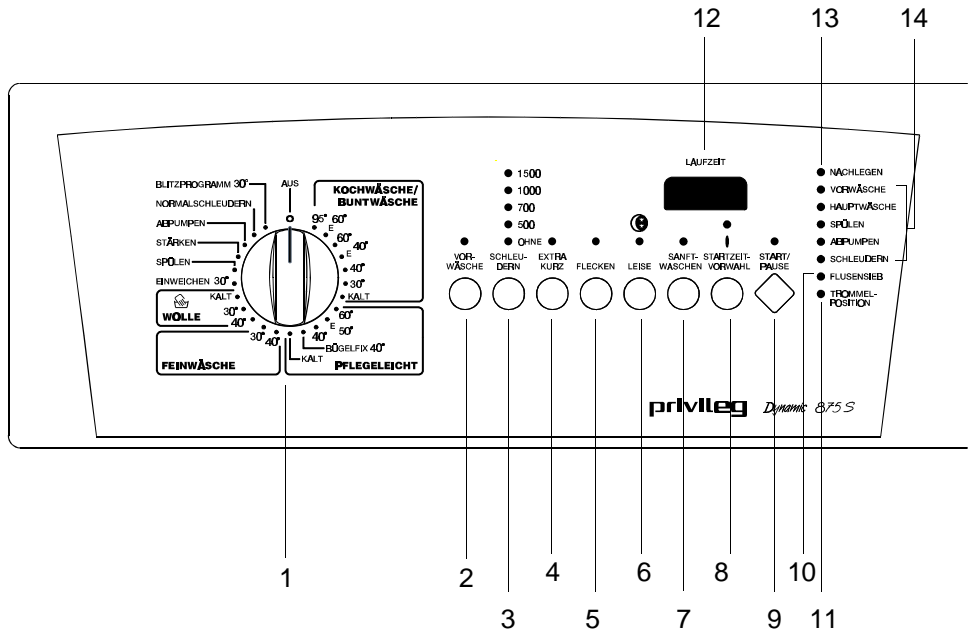 12
13
14
LAUFZEIT
1500
1000
700
500
OHNE
NACHLEGEN
VORWÄSCHE
HAUPTWÄSCHE
SPÜLEN
ABPUMPEN
SCHLEUDERN
FLUSENSIEB
TROMMEL-
POSITION
BLITZPROGRAMM 30°
NORMALSCHLEUDERN
ABPUMPEN
STÄRKEN
SPÜLEN
EINWEICHEN 30°
KALT
WOLLE
30°
40°
30°
40°
FEINWÄSCHE
AUS
O
KOCHWÄSCHE/
BUNTWÄSCHE
95°
60°
E
60°
40°
E
40°
30°
KALT
60°
E 50°
BÜGELFIX 40°
KALT
PFLEGELEICHT
VOR-
WÄSCHE
SCHLEU-
DERN
EXTRA
KURZ
FLECKEN
LEISE
SANFT-
WASCHEN
STARTZEIT-
VORWAHL
START/
PAUSE
privileg Dynamic 875 S
1
2
3
4
5
6
7
8
9
10
11